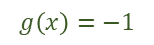 g(x) = −1